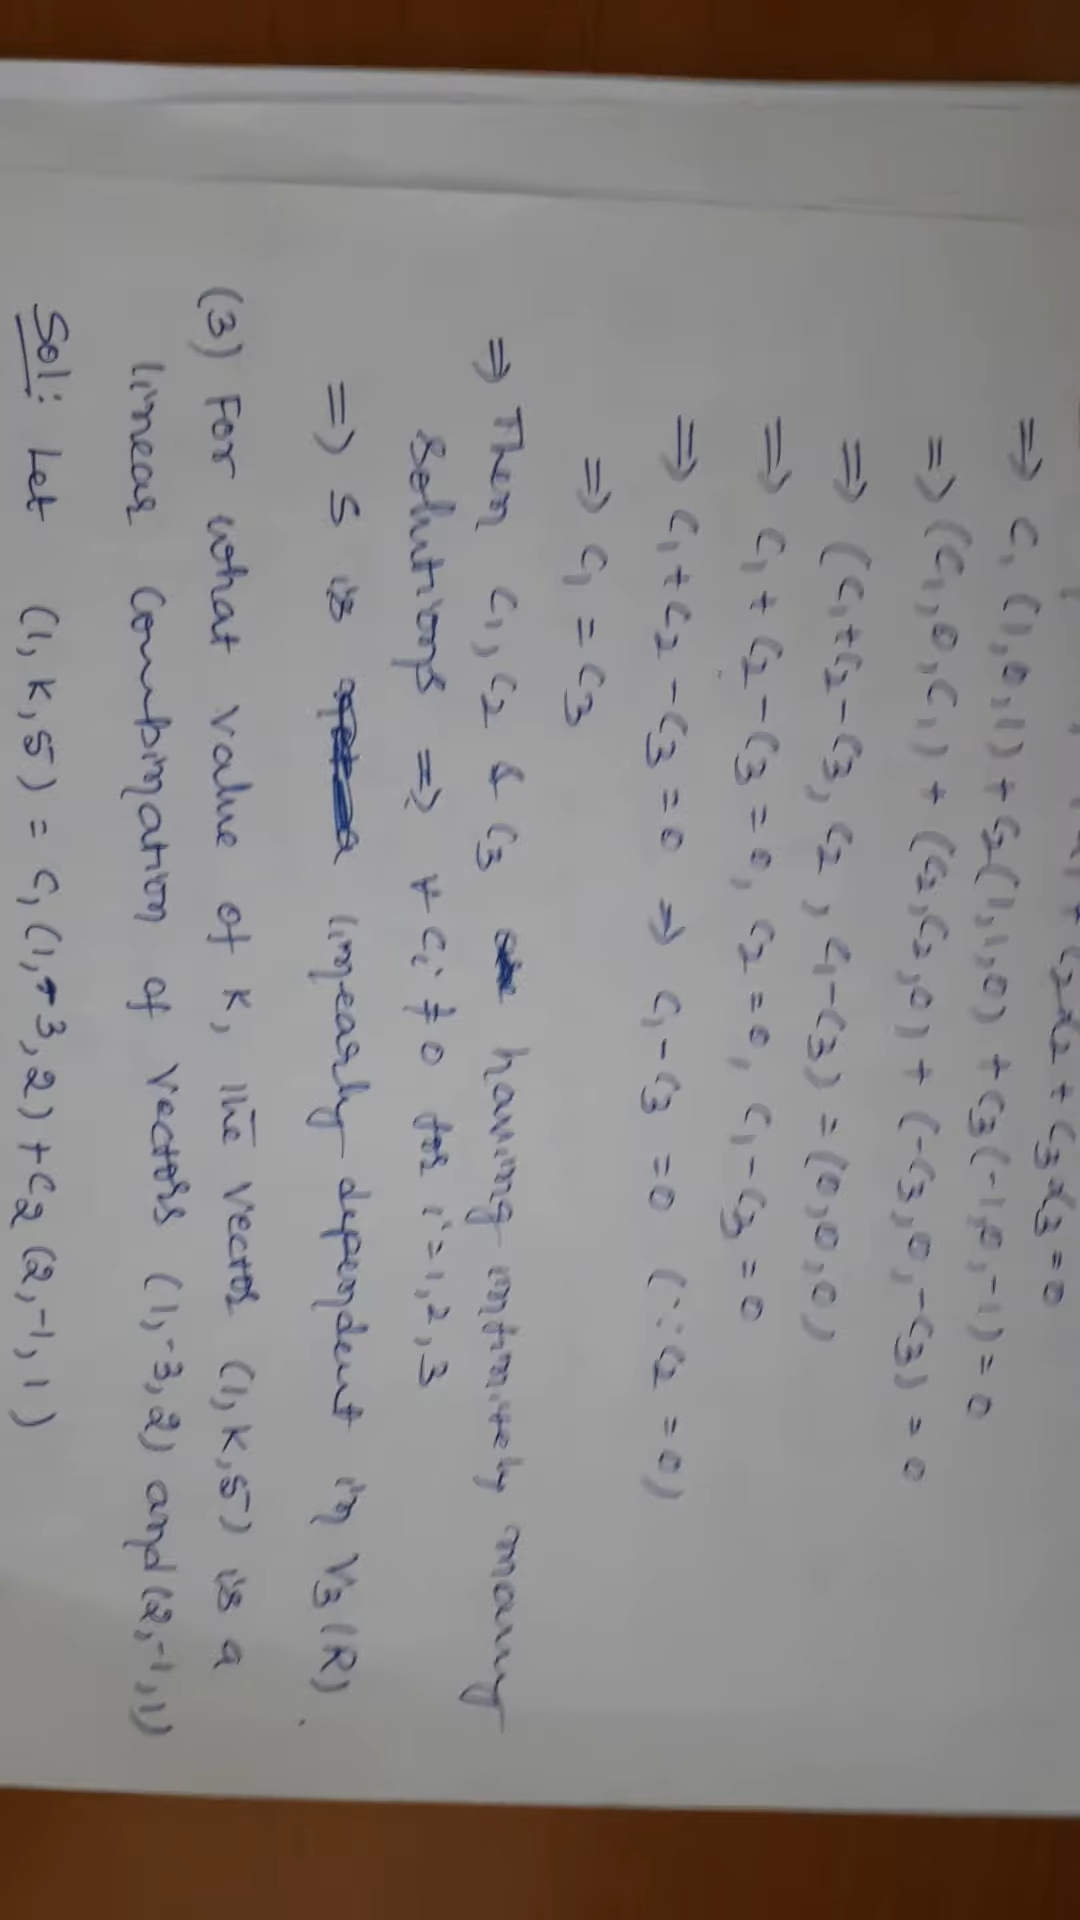 + c₂α₂ + c₃α₃ = 0
⇒ c₁(1,0,1) + c₂(1,1,0) + c₃(-1,0,-1) = 0
⇒ (c₁,0,c₁) + (c₂,c₂,0) + (-c₃,0,-c₃) = 0
⇒ (c₁+c₂-c₃, c₂, c₁-c₃) = (0,0,0)
⇒ c₁+c₂-c₃ = 0, c₂ = 0, c₁-c₃ = 0
⇒ c₁+c₂-c₃ = 0 ⇒ c₁-c₃ = 0 (∵ c₂ = 0)
⇒ c₁ = c₃
⇒ Then c₁, c₂ & c₃ having infinitely many
solutions ⇒ ∀ cᵢ ≠ 0 for i = 1,2,3
⇒ S is linearly dependent in V₃(R).
(3) For what value of K, the vector (1,K,5) is a
linear combination of vectors (1,-3,2) and (2,-1,1)
Sol: Let (1,K,5) = c₁(1,-3,2) + c₂(2,-1,1)